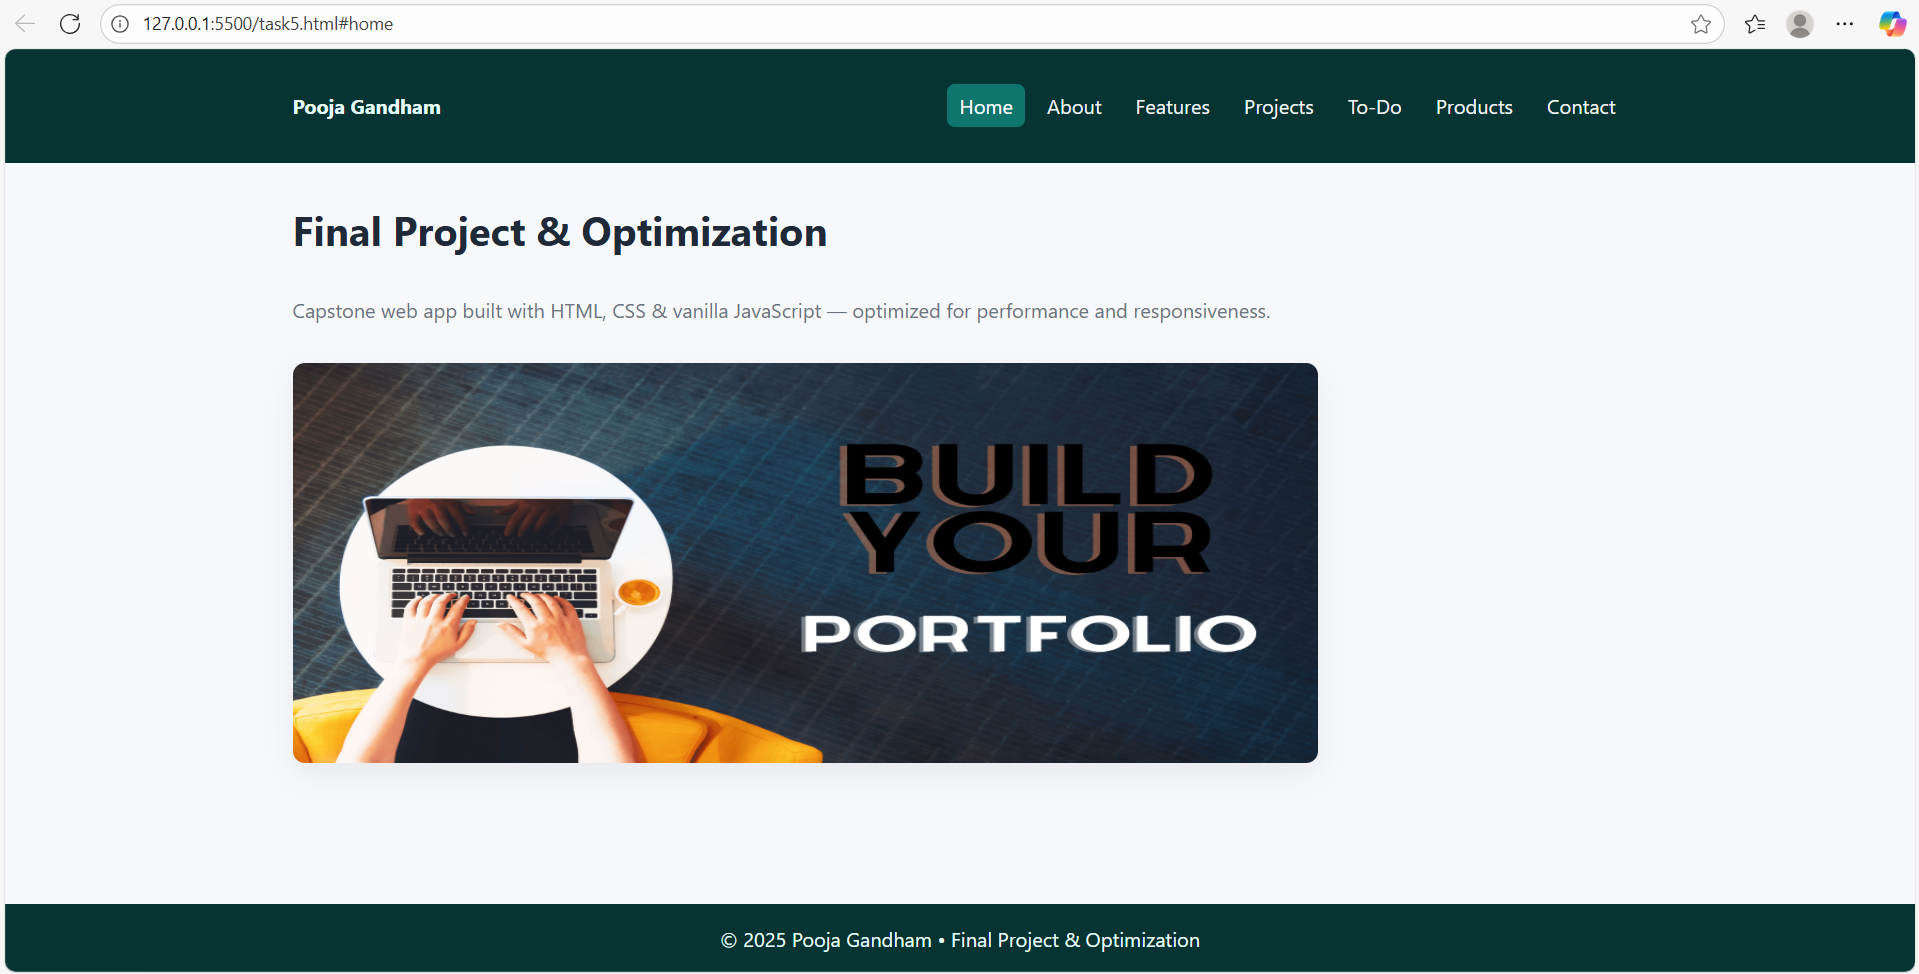 127.0.0.1:5500/task5.html#home
Pooja Gandham
Home About Features Projects To-Do Products Contact
Final Project & Optimization
Capstone web app built with HTML, CSS & vanilla JavaScript — optimized for performance and responsiveness.
BUILD
YOUR
PORTFOLIO
© 2025 Pooja Gandham • Final Project & Optimization